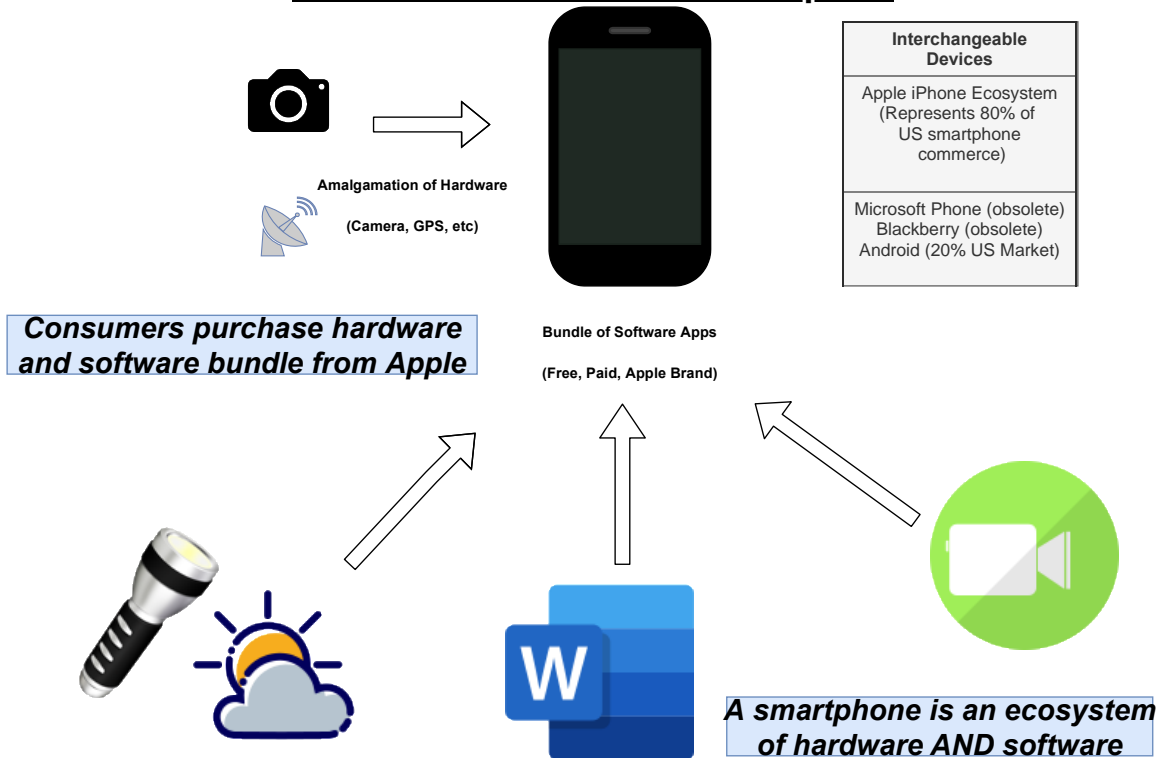 Interchangeable
Devices
Apple iPhone Ecosystem
(Represents 80% of
US smartphone
commerce)
Microsoft Phone (obsolete)
Blackberry (obsolete)
Android (20% US Market)
Amalgamation of Hardware
(Camera, GPS, etc)
Consumers purchase hardware
and software bundle from Apple
Bundle of Software Apps
(Free, Paid, Apple Brand)
W
A smartphone is an ecosystem
of hardware AND software